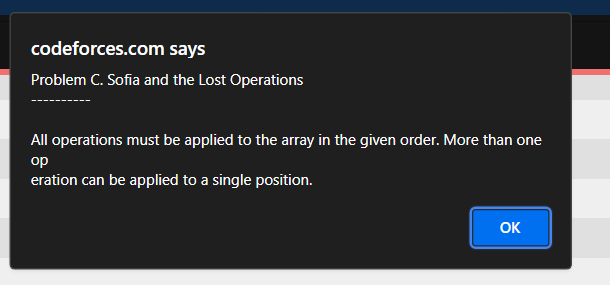 codeforces.com says
Problem C. Sofia and the Lost Operations
----------
All operations must be applied to the array in the given order. More than one
op
eration can be applied to a single position.
OK